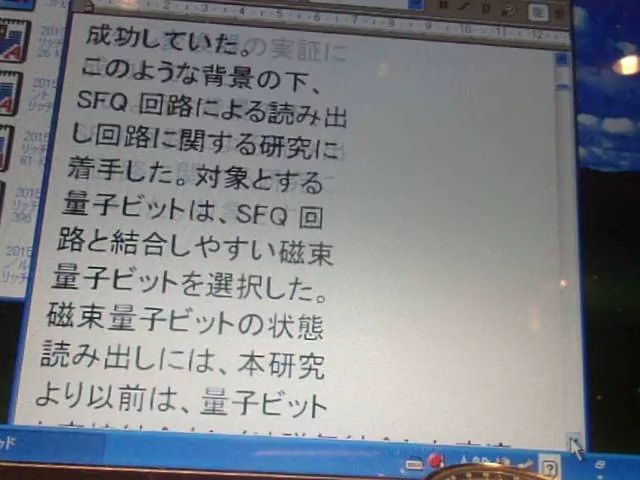 成功していた。
このような背景の下、
SFQ 回路による読み出
し回路に関する研究に
着手した。対象とする
量子ビットは、SFQ 回
路と結合しやすい磁束
量子ビットを選択した。
磁束量子ビットの状態
読み出しには、本研究
より以前は、量子ビット